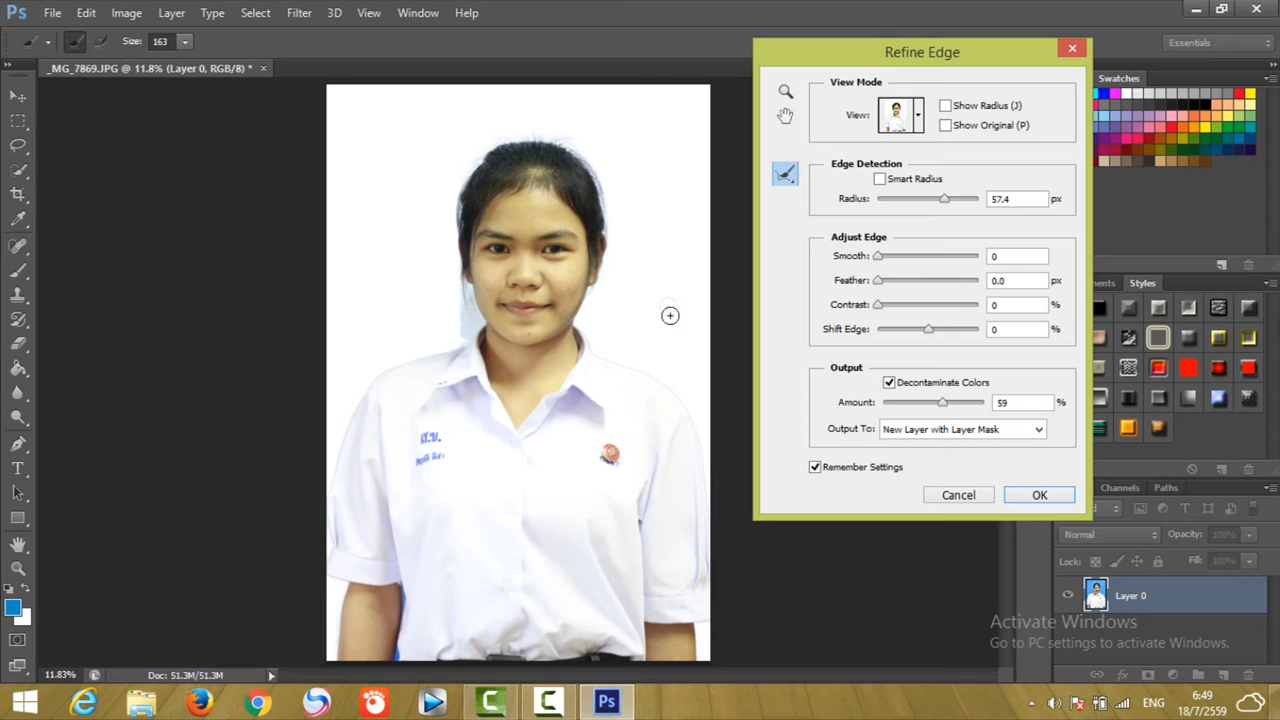 Ps File Edit Image Layer Type Select Filter 3D View Window Help
Size: 163
Essentials
_MG_7869.JPG @ 11.8% (Layer 0, RGB/8) *
Refine Edge
Swatches
View Mode
View:
Show Radius (J)
Show Original (P)
Edge Detection
Smart Radius
Radius: 57.4 px
Adjust Edge
Smooth: 0
Feather: 0.0 px
Contrast: 0 %
Shift Edge: 0 %
Styles
Output
Decontaminate Colors
Amount: 59 %
Output To: New Layer with Layer Mask
Remember Settings
Cancel OK
Channels Paths
Normal Opacity: 100%
Lock: Fill: 100%
Layer 0
Activate Windows
Go to PC settings to activate Windows.
11.83% Doc: 51.3M/51.3M
ENG
6:49
18/7/2559